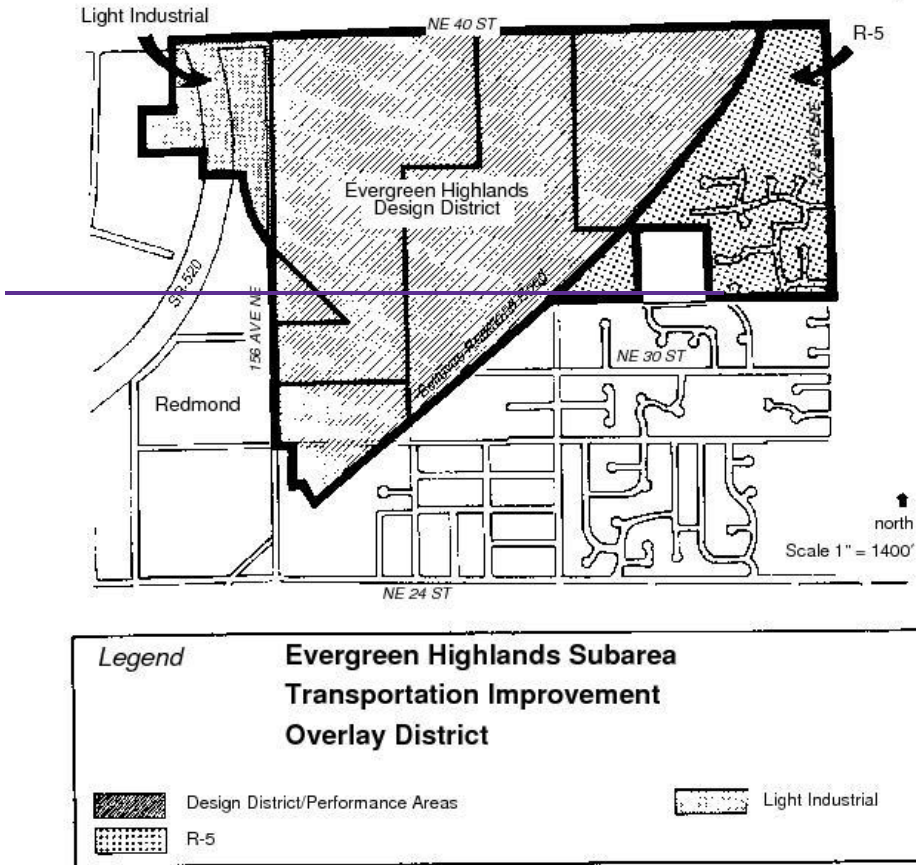 Light Industrial
NE 40 ST
R-5
Evergreen Highlands
Design District
SR 520
156 AVE NE
NE 30 ST
Redmond
north
Scale 1" = 1400'
NE 24 ST
Legend
Evergreen Highlands Subarea
Transportation Improvement
Overlay District
Design District/Performance Areas
Light Industrial
R-5